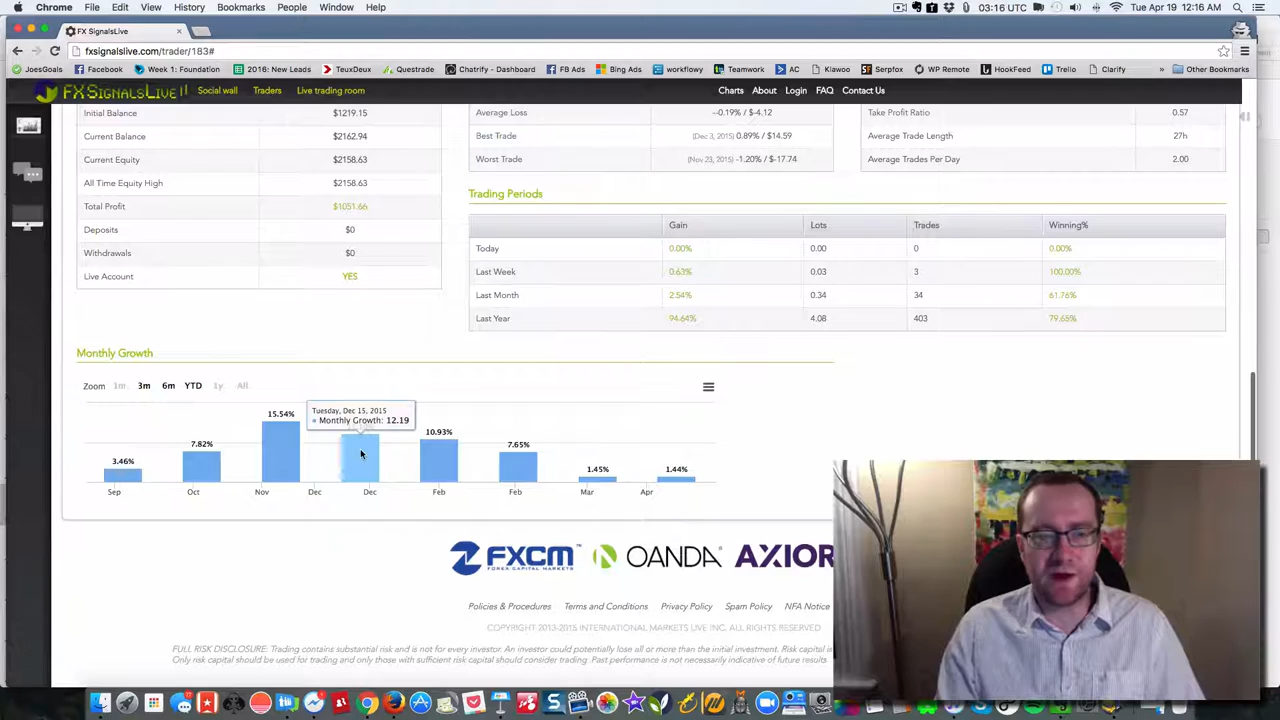 Chrome File Edit View History Bookmarks People Window Help 03:16 UTC Tue Apr 19 12:16 AM
FX SignalsLive
fxsignalslive.com/trader/183#
JoesGoals Facebook Week 1: Foundation 2016: New Leads TeuxDeux Questrade Chatrify - Dashboard FB Ads Bing Ads workflowy Teamwork AC Klawoo Serpfox WP Remote HookFeed Trello Clarify » Other Bookmarks
FXSIGNALSLIVE Social wall Traders Live trading room Charts About Login FAQ Contact Us
Initial Balance $1219.15
Current Balance $2162.94
Current Equity $2158.63
All Time Equity High $2158.63
Total Profit $1051.66
Deposits $0
Withdrawals $0
Live Account YES
Average Loss --0.19% / $-4.12
Best Trade (Dec 3, 2015) 0.89% / $14.59
Worst Trade (Nov 23, 2015) -1.20% / $-17.74
Take Profit Ratio 0.57
Average Trade Length 27h
Average Trades Per Day 2.00
Trading Periods
Gain Lots Trades Winning%
Today 0.00% 0.00 0 0.00%
Last Week 0.63% 0.03 3 100.00%
Last Month 2.54% 0.34 34 61.76%
Last Year 94.64% 4.08 403 79.65%
Monthly Growth
Zoom 1m 3m 6m YTD 1y All
Tuesday, Dec 15, 2015
Monthly Growth: 12.19
3.46% 7.82% 15.54% 10.93% 7.65% 1.45% 1.44%
Sep Oct Nov Dec Dec Feb Feb Mar Apr
FXCM™ OANDA® AXIOR
FOREX CAPITAL MARKETS
Policies & Procedures Terms and Conditions Privacy Policy Spam Policy NFA Notice
COPYRIGHT 2013-2015 INTERNATIONAL MARKETS LIVE INC. ALL RIGHTS RESERVED
FULL RISK DISCLOSURE: Trading contains substantial risk and is not for every investor. An investor could potentially lose all or more than the initial investment. Risk capital is
Only risk capital should be used for trading and only those with sufficient risk capital should consider trading. Past performance is not necessarily indicative of future results